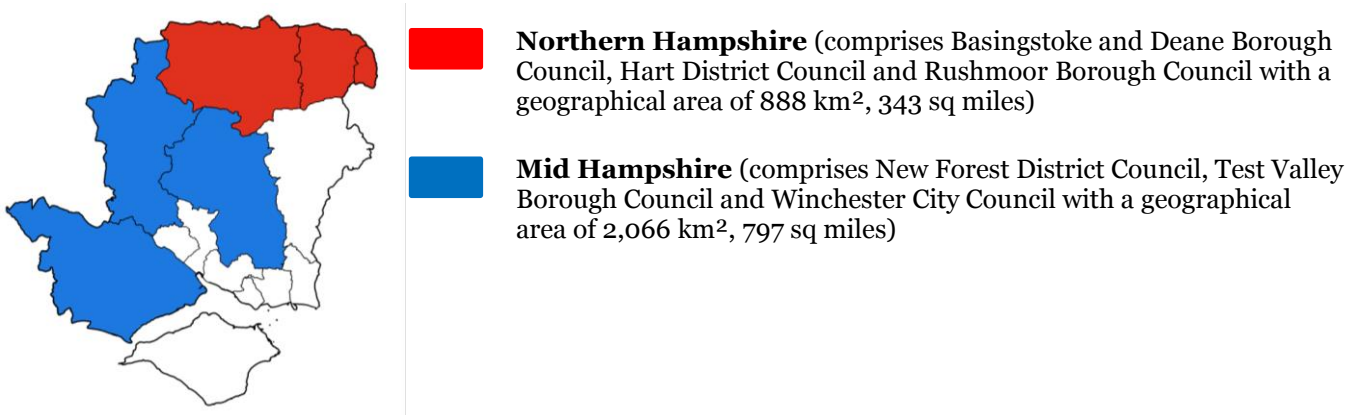 Northern Hampshire (comprises Basingstoke and Deane Borough
Council, Hart District Council and Rushmoor Borough Council with a
geographical area of 888 km², 343 sq miles)
Mid Hampshire (comprises New Forest District Council, Test Valley
Borough Council and Winchester City Council with a geographical
area of 2,066 km², 797 sq miles)